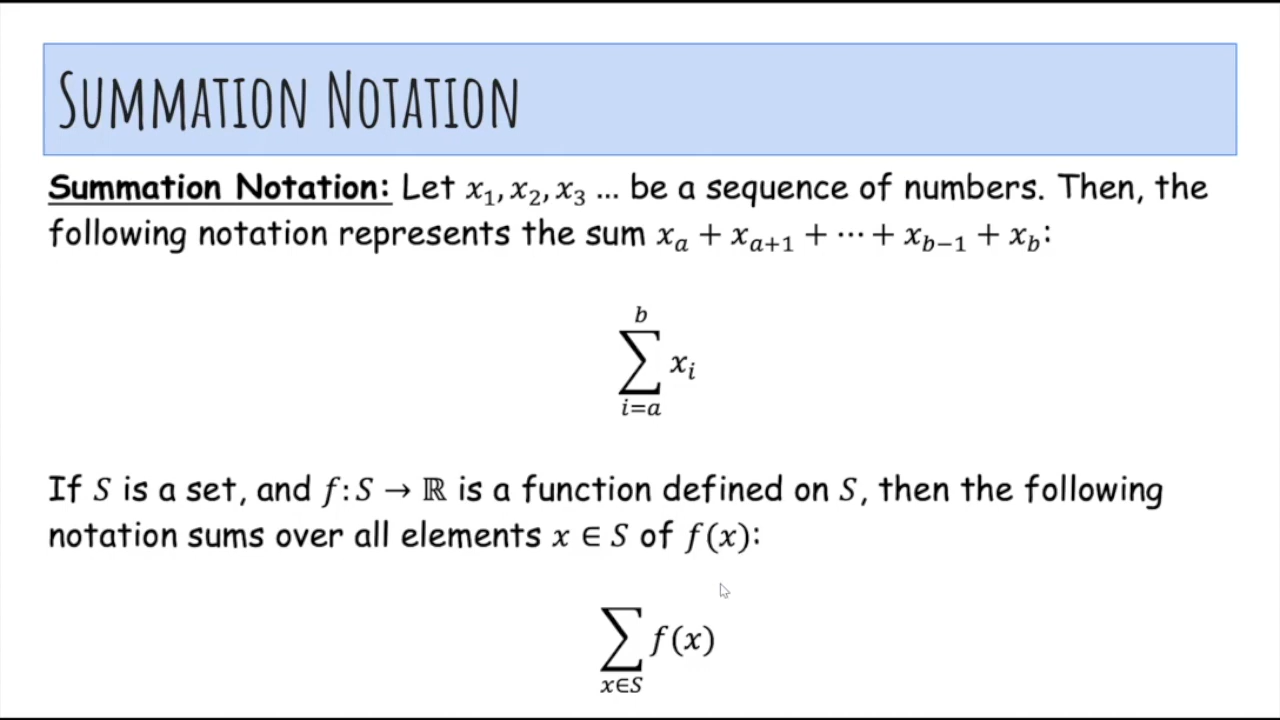 SUMMATION NOTATION
Summation Notation: Let x₁, x₂, x₃ ... be a sequence of numbers. Then, the
following notation represents the sum xₐ + xₐ₊₁ + ⋯ + x_{b−1} + x_b:
b
∑ xᵢ
i=a
If S is a set, and f: S → ℝ is a function defined on S, then the following
notation sums over all elements x ∈ S of f(x):
∑ f(x)
x∈S